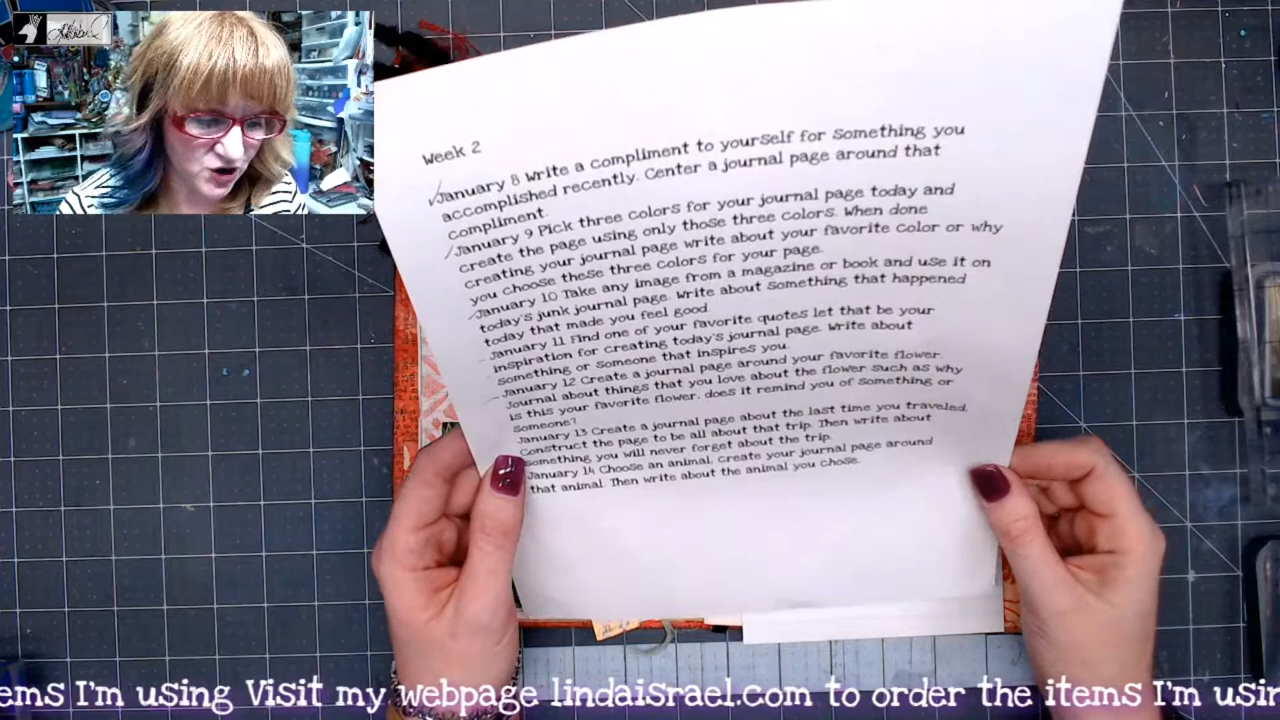 Week 2
January 8 Write a compliment to yourself for something you
accomplished recently. Center a journal page around that
compliment.
January 9 Pick three colors for your journal page today and
create the page using only those three colors. When done
creating your journal page write about your favorite color or why
you choose these three colors for your page.
January 10 Take any image from a magazine or book and use it on
today's junk journal page. Write about something that happened
today that made you feel good.
January 11 Find one of your favorite quotes let that be your
inspiration for creating today's journal page. Write about
something or someone that inspires you.
January 12 Create a journal page around your favorite flower.
Journal about things that you love about the flower such as why
is this your favorite flower, does it remind you of something or
someone?
January 13 Create a journal page about the last time you traveled.
Construct the page to be all about that trip. Then write about
something you will never forget about the trip.
January 14 Choose an animal. Create your journal page around
that animal. Then write about the animal you chose.
ems I'm using Visit my webpage lindaisrael.com to order the items I'm usin